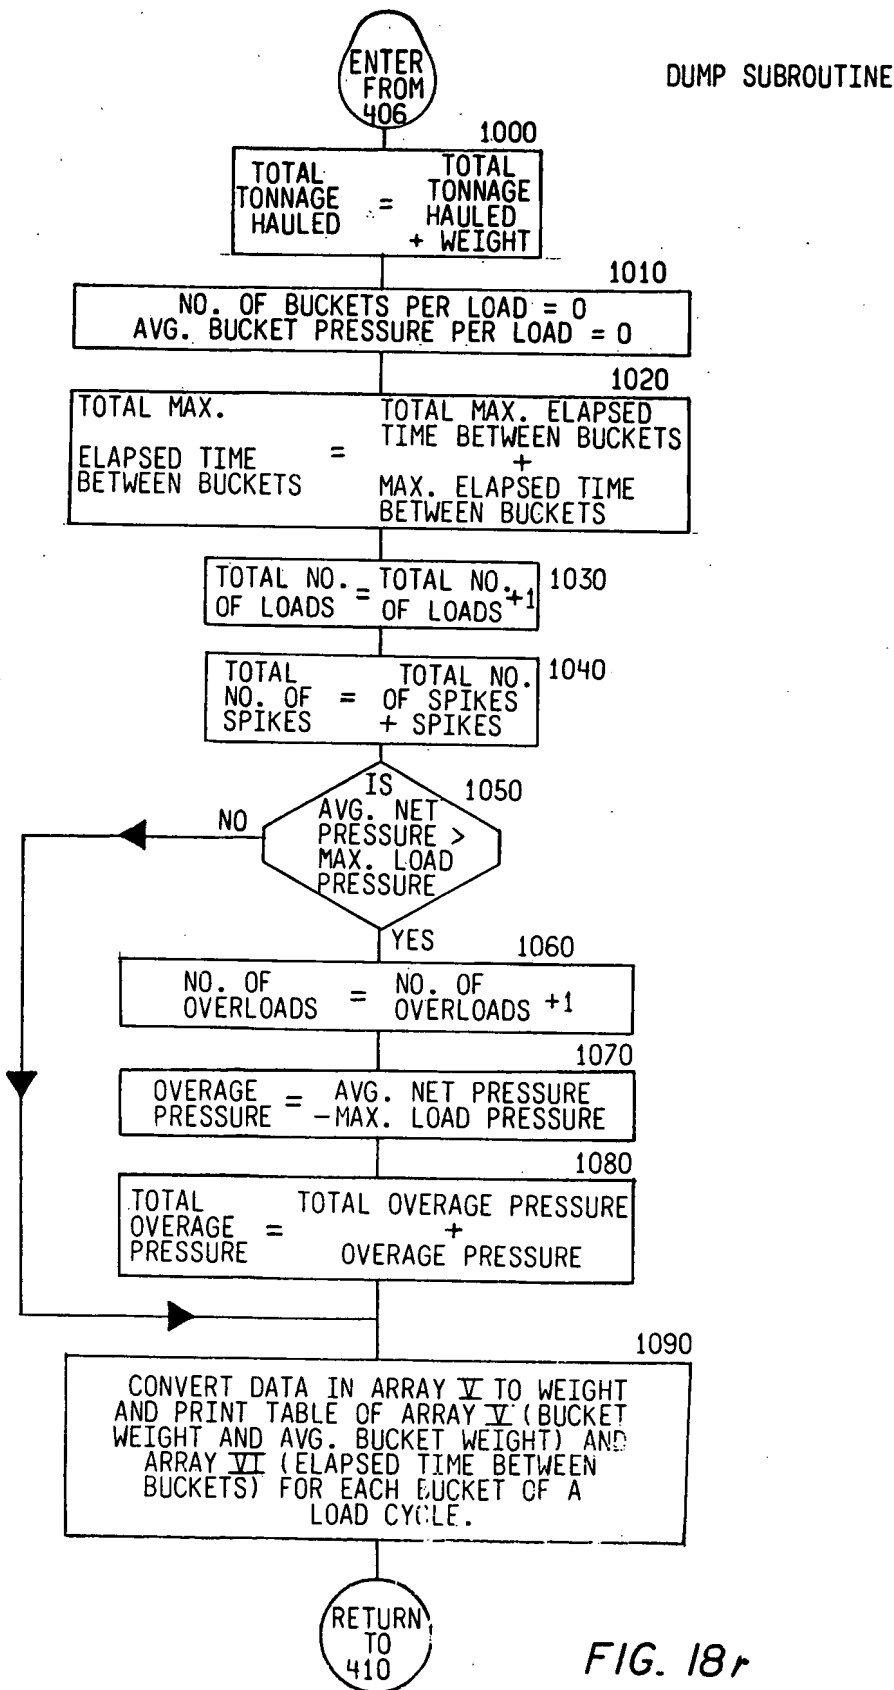 DUMP SUBROUTINE
ENTER
FROM
406
1000
TOTAL
TONNAGE
HAULED
=
TOTAL
TONNAGE
HAULED
+ WEIGHT
1010
NO. OF BUCKETS PER LOAD = 0
AVG. BUCKET PRESSURE PER LOAD = 0
1020
TOTAL MAX.
ELAPSED TIME
BETWEEN BUCKETS
=
TOTAL MAX. ELAPSED
TIME BETWEEN BUCKETS
+
MAX. ELAPSED TIME
BETWEEN BUCKETS
1030
TOTAL NO.
OF LOADS
=
TOTAL NO.
OF LOADS
+1
1040
TOTAL
NO. OF
SPIKES
=
TOTAL NO.
OF SPIKES
+ SPIKES
1050
IS
AVG. NET
PRESSURE >
MAX. LOAD
PRESSURE
NO
YES
1060
NO. OF
OVERLOADS
=
NO. OF
OVERLOADS
+1
1070
OVERAGE
PRESSURE
=
AVG. NET PRESSURE
-MAX. LOAD PRESSURE
1080
TOTAL
OVERAGE
PRESSURE
=
TOTAL OVERAGE PRESSURE
+
OVERAGE PRESSURE
1090
CONVERT DATA IN ARRAY V TO WEIGHT
AND PRINT TABLE OF ARRAY V (BUCKET
WEIGHT AND AVG. BUCKET WEIGHT) AND
ARRAY VI (ELAPSED TIME BETWEEN
BUCKETS) FOR EACH BUCKET OF A
LOAD CYCLE.
RETURN
TO
410
FIG. 18r